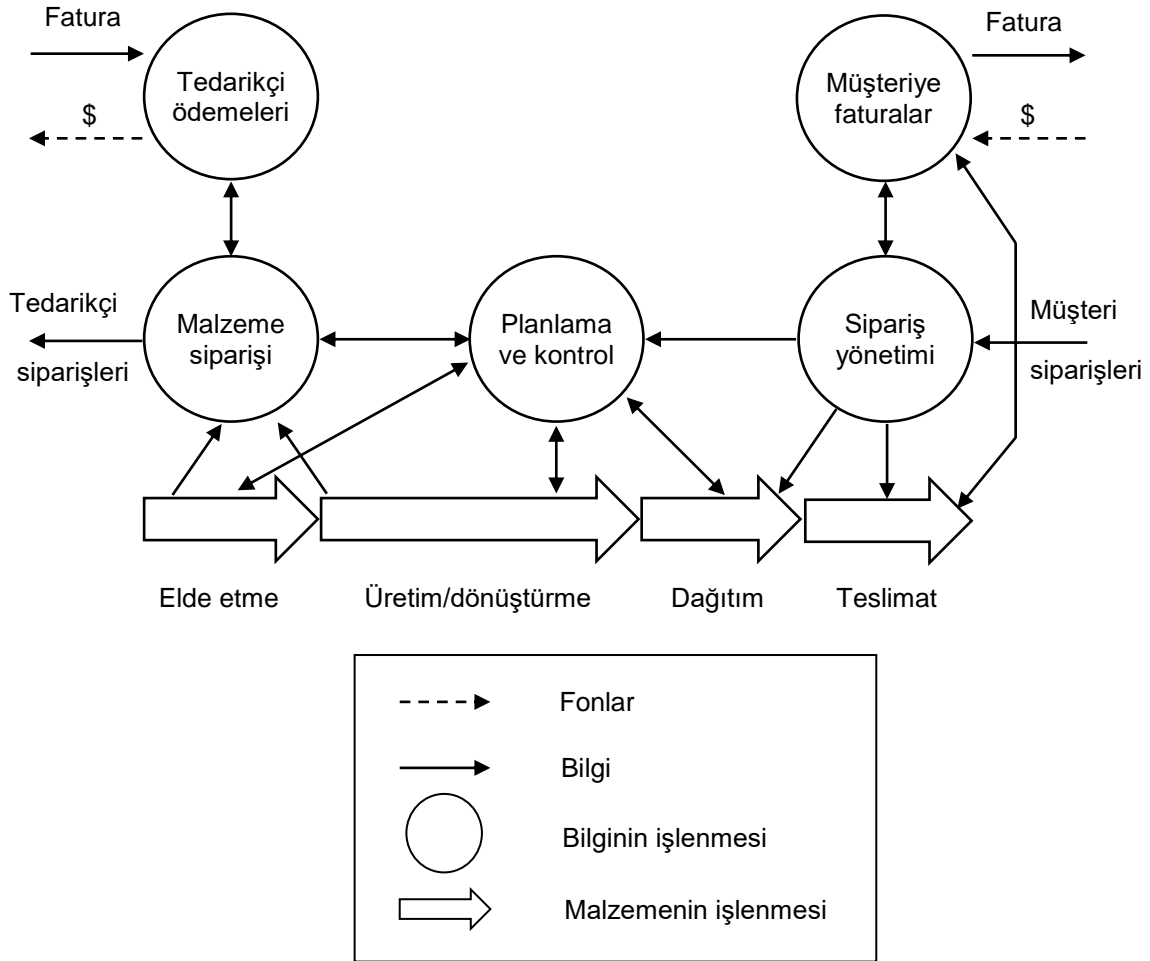 Fatura
Fatura
Tedarikçi
ödemeleri
Müşteriye
faturalar
$
$
Tedarikçi
siparişleri
Malzeme
siparişi
Planlama
ve kontrol
Sipariş
yönetimi
Müşteri
siparişleri
Elde etme
Üretim/dönüştürme
Dağıtım
Teslimat
Fonlar
Bilgi
Bilginin işlenmesi
Malzemenin işlenmesi